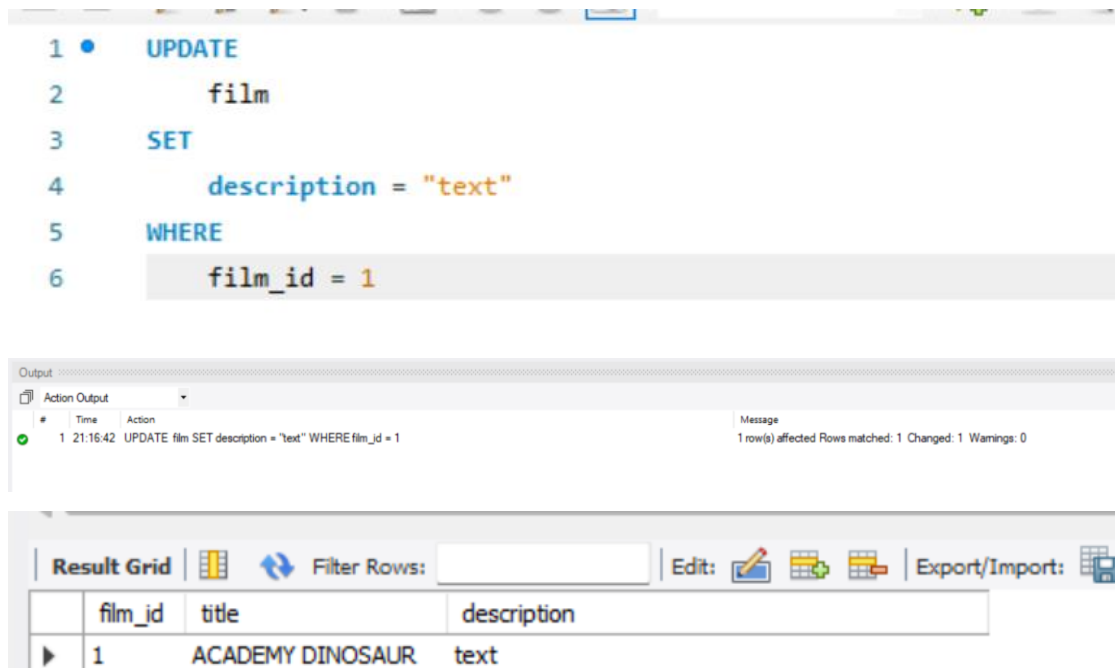 1 UPDATE
2 film
3 SET
4 description = "text"
5 WHERE
6 film_id = 1
Output
Action Output
# Time Action Message
1 21:16:42 UPDATE film SET description = "text" WHERE film_id = 1 1 row(s) affected Rows matched: 1 Changed: 1 Warnings: 0
Result Grid Filter Rows: Edit: Export/Import:
film_id title description
1 ACADEMY DINOSAUR text